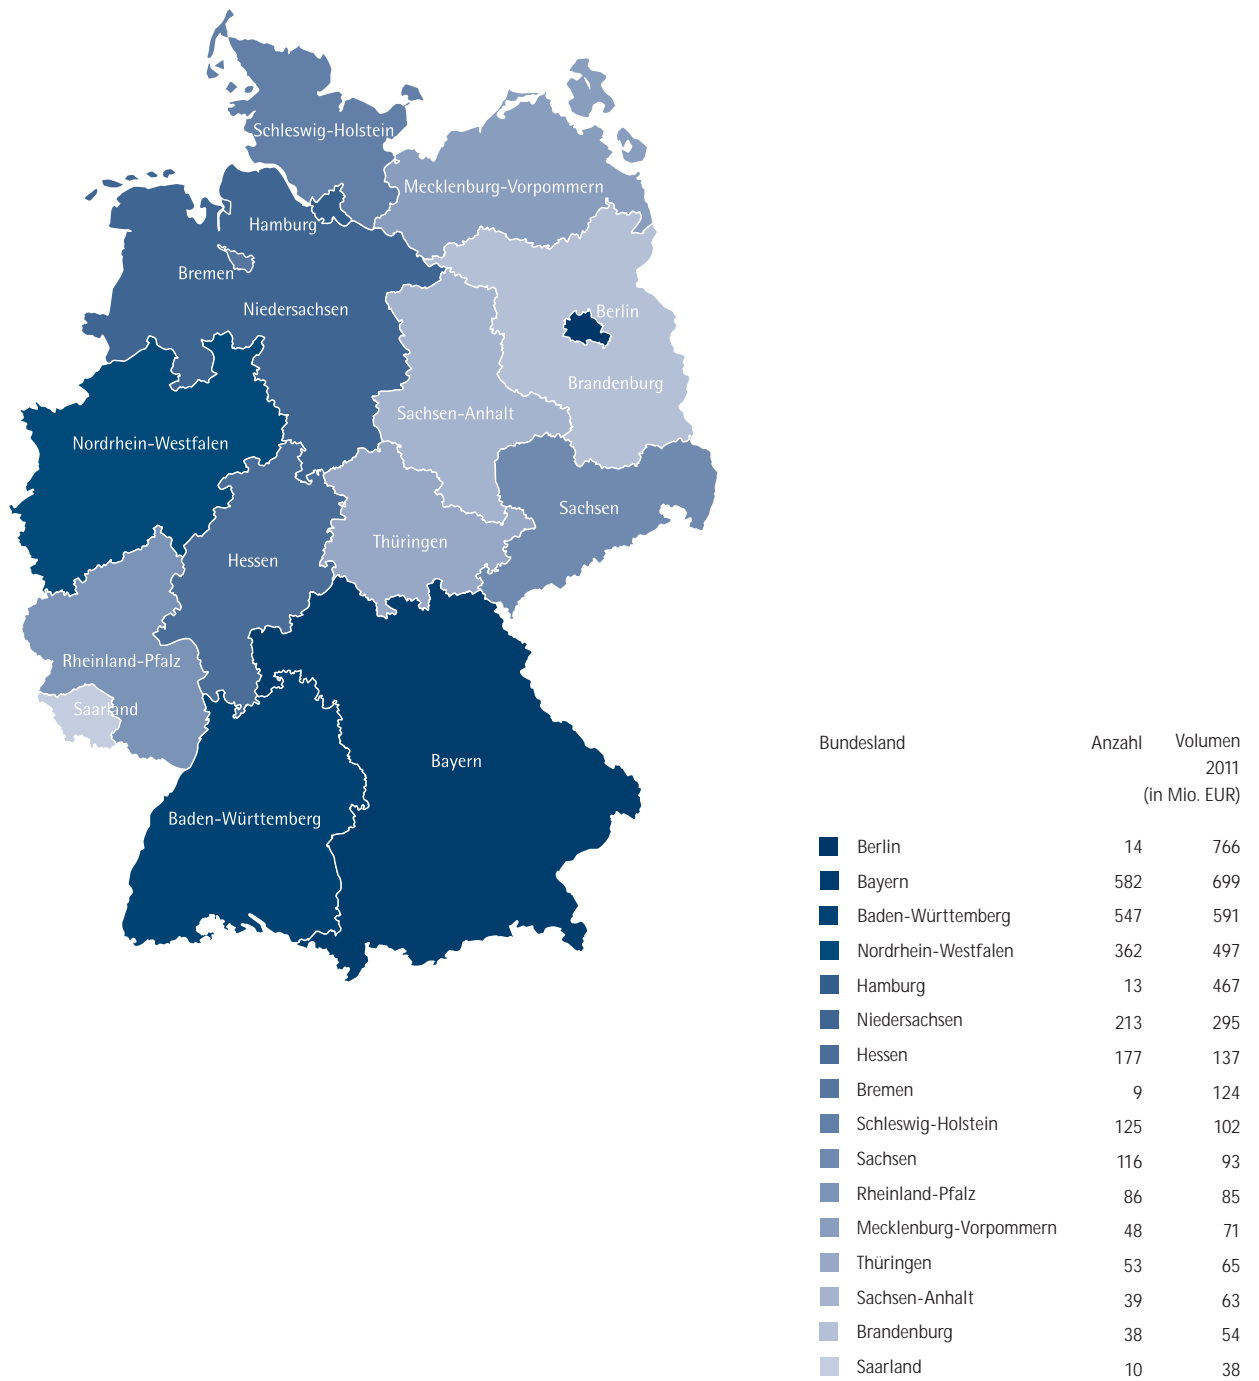 Schleswig-Holstein
Mecklenburg-Vorpommern
Hamburg
Bremen
Niedersachsen
Berlin
Brandenburg
Sachsen-Anhalt
Nordrhein-Westfalen
Sachsen
Thüringen
Hessen
Rheinland-Pfalz
Saarland
Bayern
Baden-Württemberg
Bundesland Anzahl Volumen
2011
(in Mio. EUR)
Berlin 14 766
Bayern 582 699
Baden-Württemberg 547 591
Nordrhein-Westfalen 362 497
Hamburg 13 467
Niedersachsen 213 295
Hessen 177 137
Bremen 9 124
Schleswig-Holstein 125 102
Sachsen 116 93
Rheinland-Pfalz 86 85
Mecklenburg-Vorpommern 48 71
Thüringen 53 65
Sachsen-Anhalt 39 63
Brandenburg 38 54
Saarland 10 38